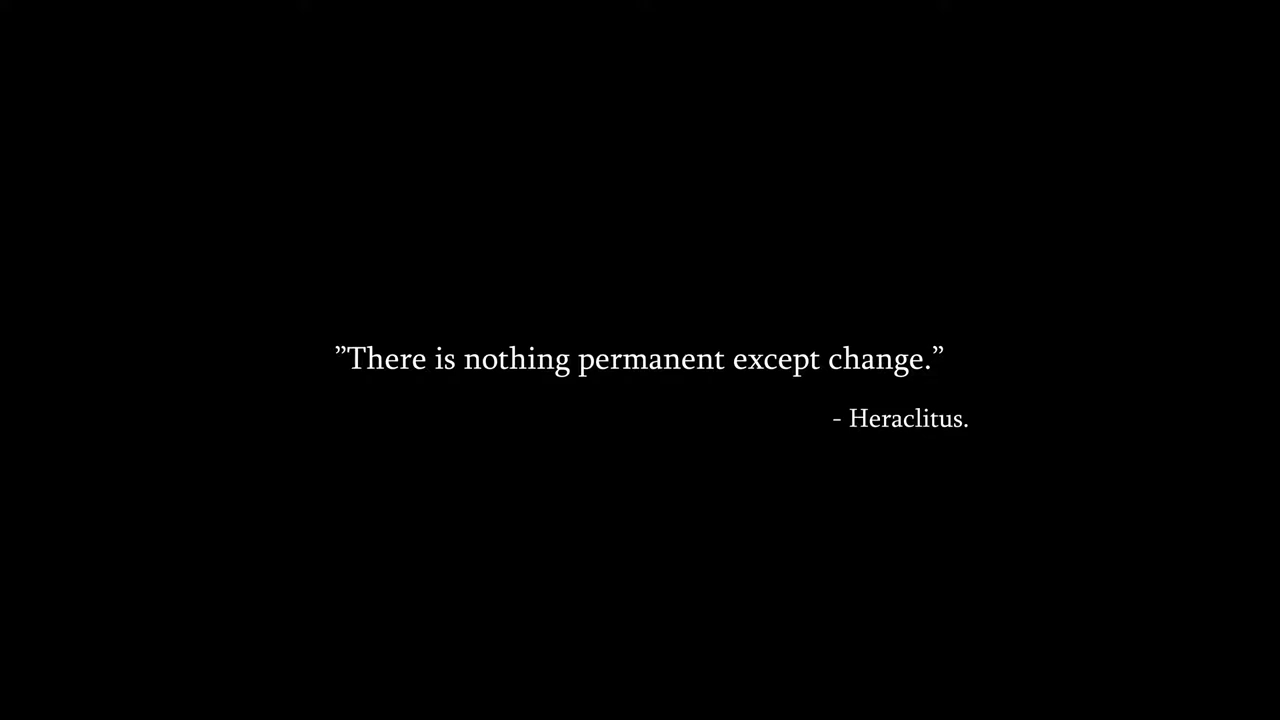 ”There is nothing permanent except change.”
- Heraclitus.